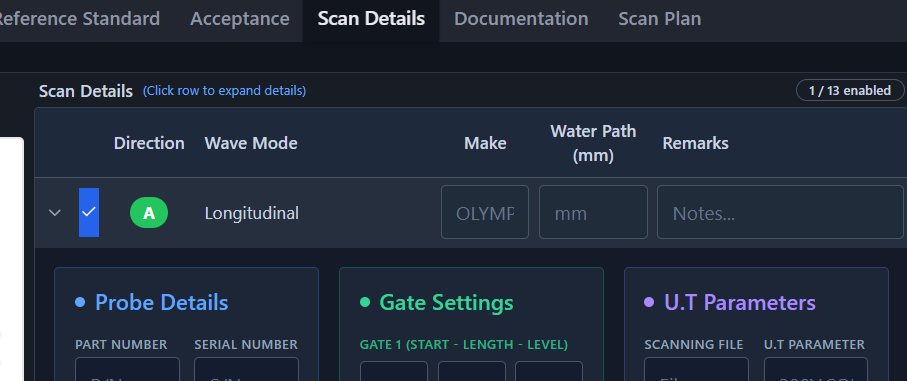 Reference Standard
Acceptance
Scan Details
Documentation
Scan Plan
Scan Details (Click row to expand details)
1 / 13 enabled
Direction
Wave Mode
Make
Water Path
(mm)
Remarks
A
Longitudinal
OLYMP
mm
Notes...
Probe Details
Gate Settings
U.T Parameters
PART NUMBER
SERIAL NUMBER
GATE 1 (START - LENGTH - LEVEL)
SCANNING FILE
U.T PARAMETER